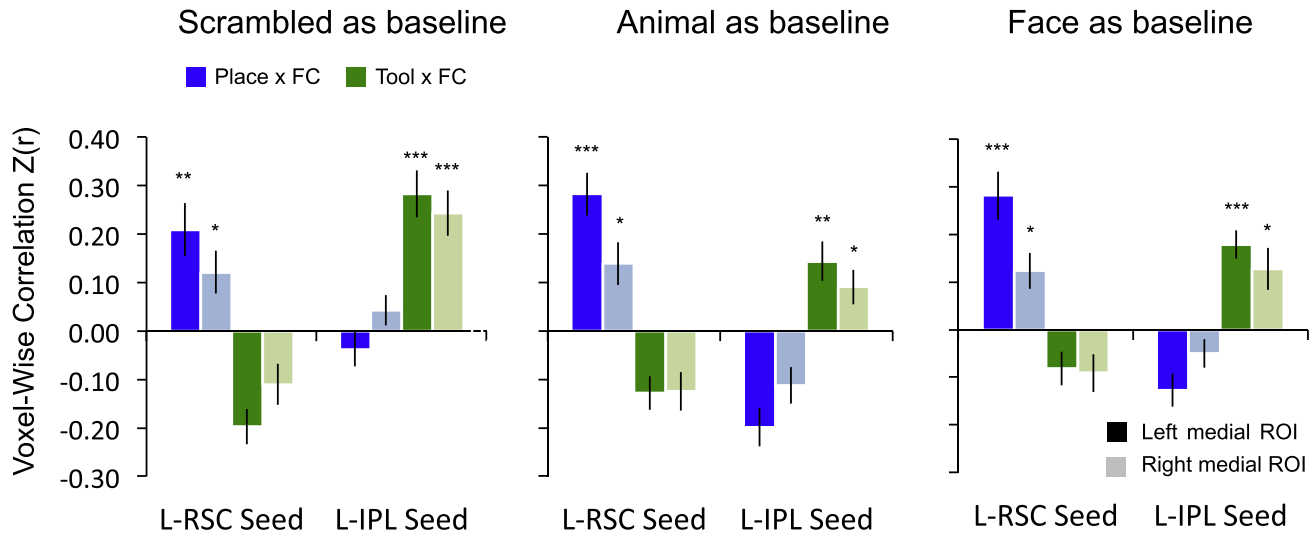 Scrambled as baseline
Animal as baseline
Face as baseline
Place x FC
Tool x FC
Voxel-Wise Correlation Z(r)
0.40
0.30
0.20
0.10
0.00
-0.10
-0.20
-0.30
**
*
***
***
***
*
**
*
***
*
***
*
Left medial ROI
Right medial ROI
L-RSC Seed
L-IPL Seed
L-RSC Seed
L-IPL Seed
L-RSC Seed
L-IPL Seed